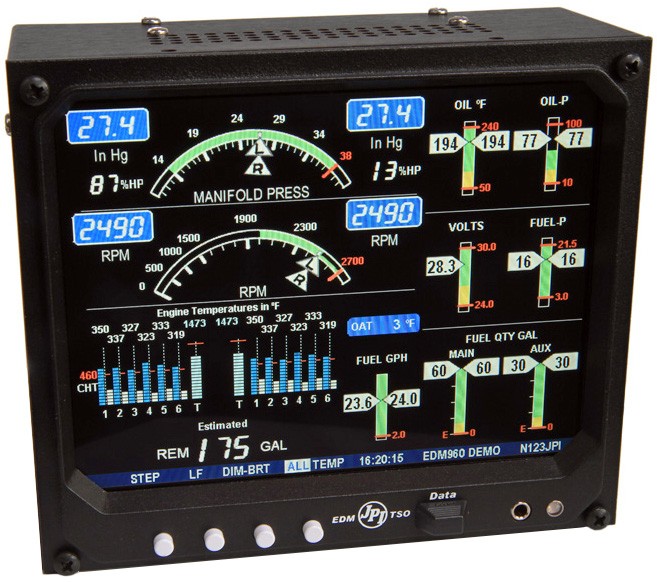 27.4
In Hg
87%HP
14 19 24 29 34 38
L
R
MANIFOLD PRESS
27.4
In Hg
13%HP
OIL °F
240
194 194
50
OIL-P
100
77 77
10
2490
RPM
0 500 1000 1500 1900 2300 2700
L
R
RPM
2490
RPM
VOLTS
30.0
28.3
24.0
FUEL-P
21.5
16 16
3.0
Engine Temperatures in °F
350 327 333 1473 1473 350 327 333
337 323 319 337 323 319
460
CHT
1 2 3 4 5 6 T T 1 2 3 4 5 6
OAT 3 °F
FUEL GPH
23.6 24.0
2.0
FUEL QTY GAL
MAIN AUX
60 60 30 30
E 0 E 0
Estimated
REM 175 GAL
STEP LF DIM-BRT ALL TEMP 16:20:15 EDM960 DEMO N123JPI
EDM JPI TSO
Data